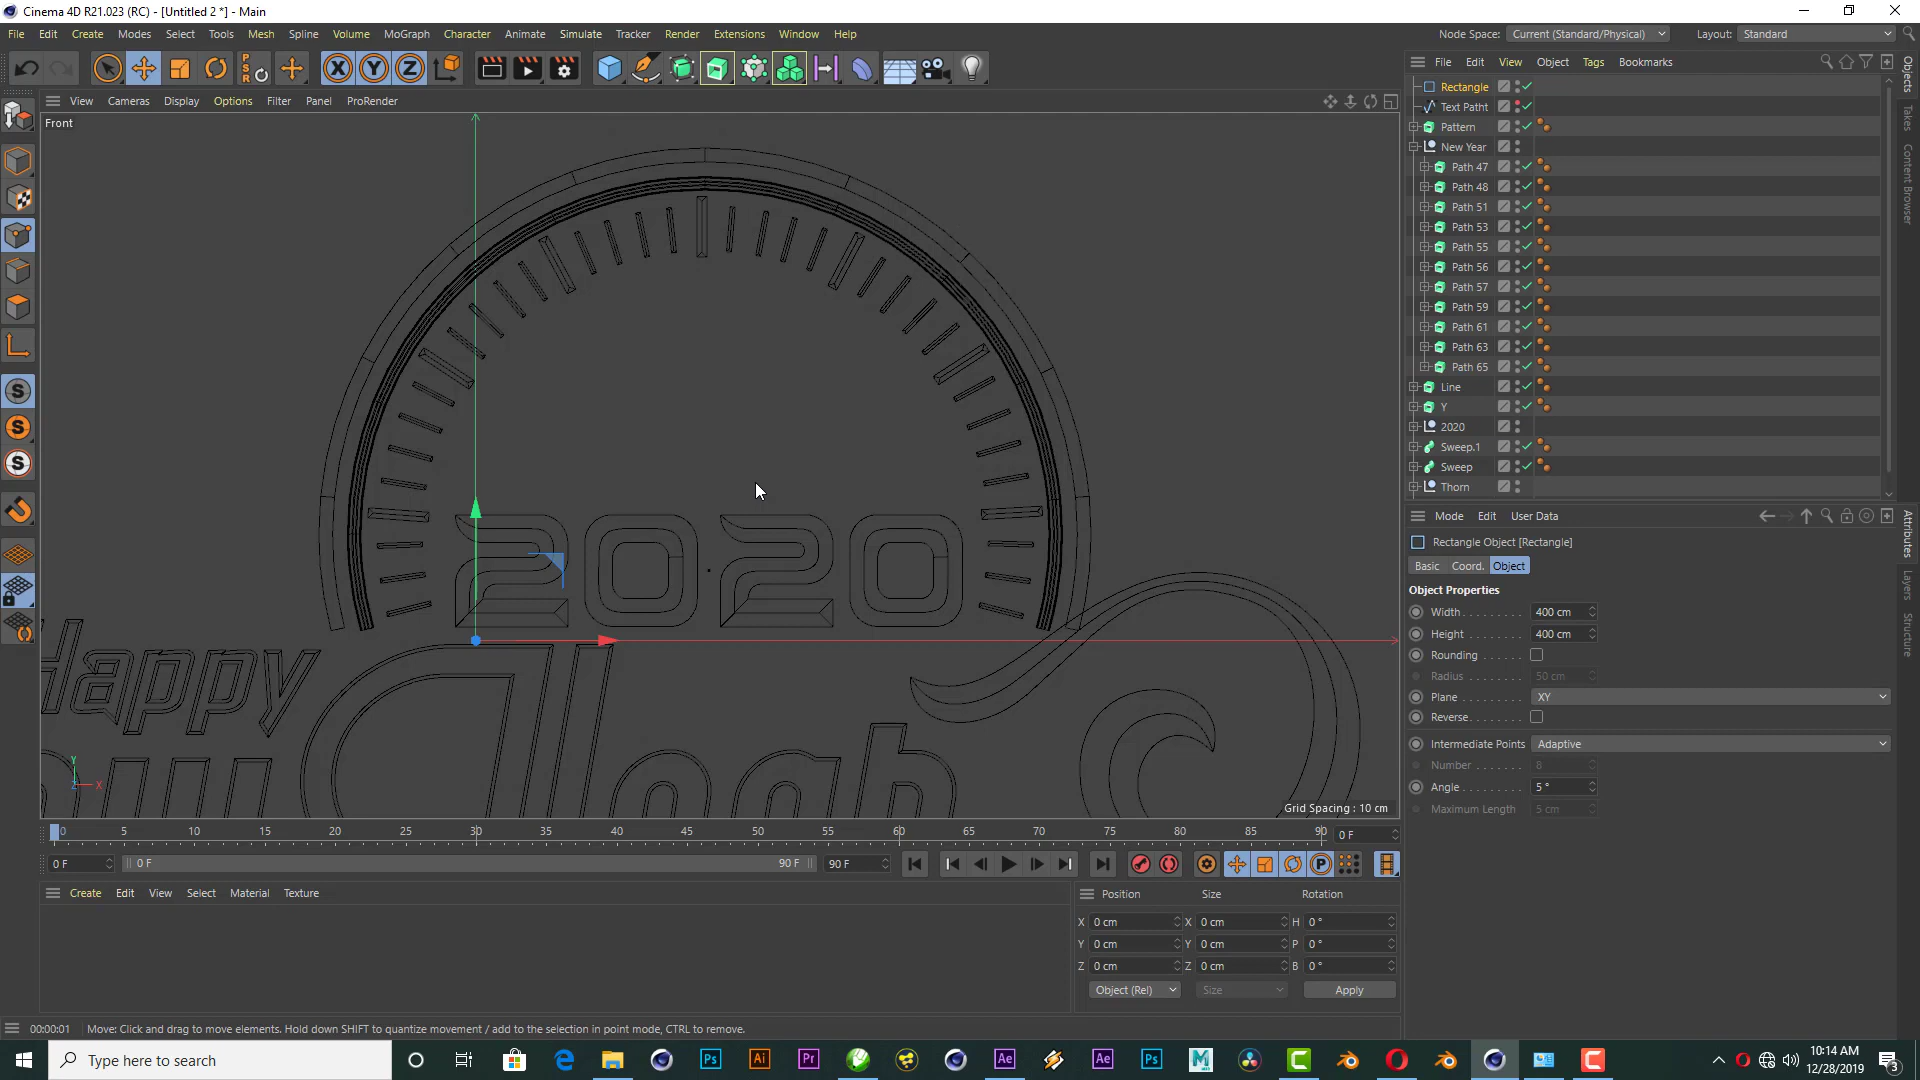 Cinema 4D R21.023 (RC) - [Untitled 2 *] - Main
File Edit Create Modes Select Tools Mesh Spline Volume MoGraph Character Animate Simulate Tracker Render Extensions Window Help
Node Space: Current (Standard/Physical) Layout: Standard
File Edit View Object Tags Bookmarks
View Cameras Display Options Filter Panel ProRender
Front
Rectangle
Text Patht
Pattern
New Year
Path 47
Path 48
Path 51
Path 53
Path 55
Path 56
Path 57
Path 59
Path 61
Path 63
Path 65
Line
Y
2020
Sweep.1
Sweep
Thorn
Objects
Takes
Content Browser
2020
Happy
Mode Edit User Data
Rectangle Object [Rectangle]
Basic Coord. Object
Object Properties
Width 400 cm
Height 400 cm
Rounding
Radius 50 cm
Plane XY
Reverse
Intermediate Points Adaptive
Number 8
Angle 5 °
Maximum Length 5 cm
Attributes
Layers
Structure
Y
Z X
Grid Spacing : 10 cm
0 5 10 15 20 25 30 35 40 45 50 55 60 65 70 75 80 85 90 0 F
0 F 0 F 90 F 90 F
Create Edit View Select Material Texture
Position Size Rotation
X 0 cm X 0 cm H 0 °
Y 0 cm Y 0 cm P 0 °
Z 0 cm Z 0 cm B 0 °
Object (Rel) Size Apply
00:00:01 Move: Click and drag to move elements. Hold down SHIFT to quantize movement / add to the selection in point mode, CTRL to remove.
Type here to search
10:14 AM
12/28/2019